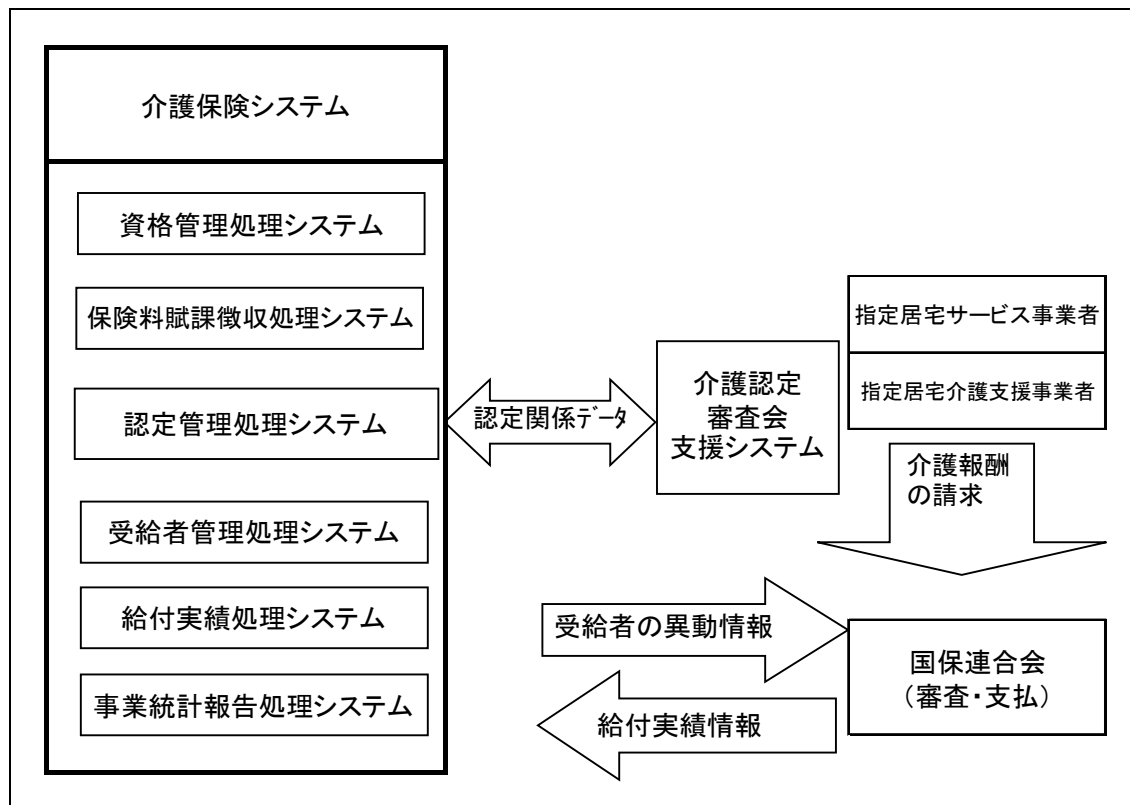 介護保険システム
資格管理処理システム
保険料賦課徴収処理システム
認定管理処理システム
受給者管理処理システム
給付実績処理システム
事業統計報告処理システム
認定関係ﾃﾞｰﾀ
介護認定
審査会
支援システム
指定居宅サービス事業者
指定居宅介護支援事業者
介護報酬
の請求
受給者の異動情報
給付実績情報
国保連合会
（審査・支払）